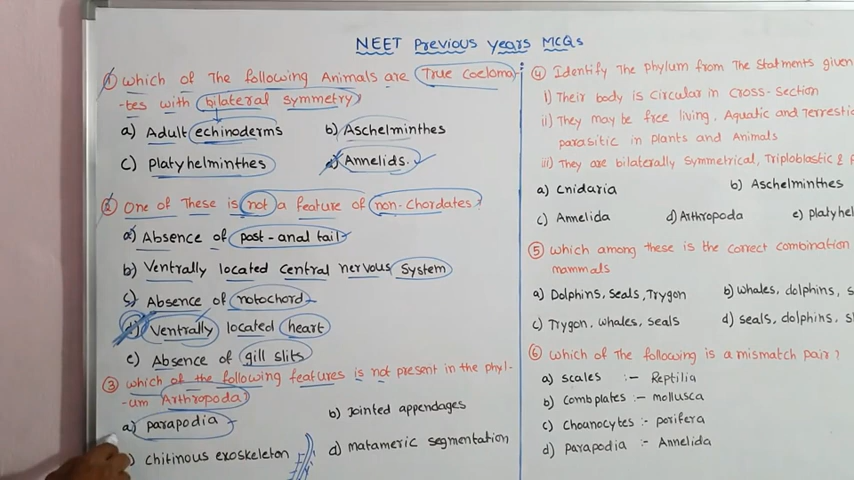 NEET Previous years MCQs
① Which of The following Animals are True Coeloma-
-tes with bilateral symmetry?
a) Adult echinoderms b) Aschelminthes
c) Platyhelminthes d) Annelids.
② One of These is not a feature of non-Chordates?
a) Absence of post-anal tail
b) Ventrally located central nervous System
c) Absence of notochord
d) Ventrally located heart
e) Absence of gill slits
③ which of the following features is not present in the phyl-
-um Arthropoda?
a) parapodia b) Jointed appendages
chitinous exoskeleton d) matameric segmentation
④ Identify The phylum from The Statments given
i) Their body is Circular in Cross-Section
ii) They may be free living, Aquatic and Terrestic
parasitic in Plants and Animals
iii) They are bilaterally Symmetrical, Triploblastic &
a) Cnidaria b) Aschelminthes
c) Annelida d) Arthropoda e) Platyhel
⑤ which among these is the correct combination
mammals
a) Dolphins, Seals, Trygon b) whales, dolphins, s
c) Trygon, whales, seals d) seals, dolphins, s
⑥ which of The following is a mismatch pair?
a) Scales :- Reptilia
b) Combplates :- mollusca
c) Choanocytes :- porifera
d) Parapodia :- Annelida